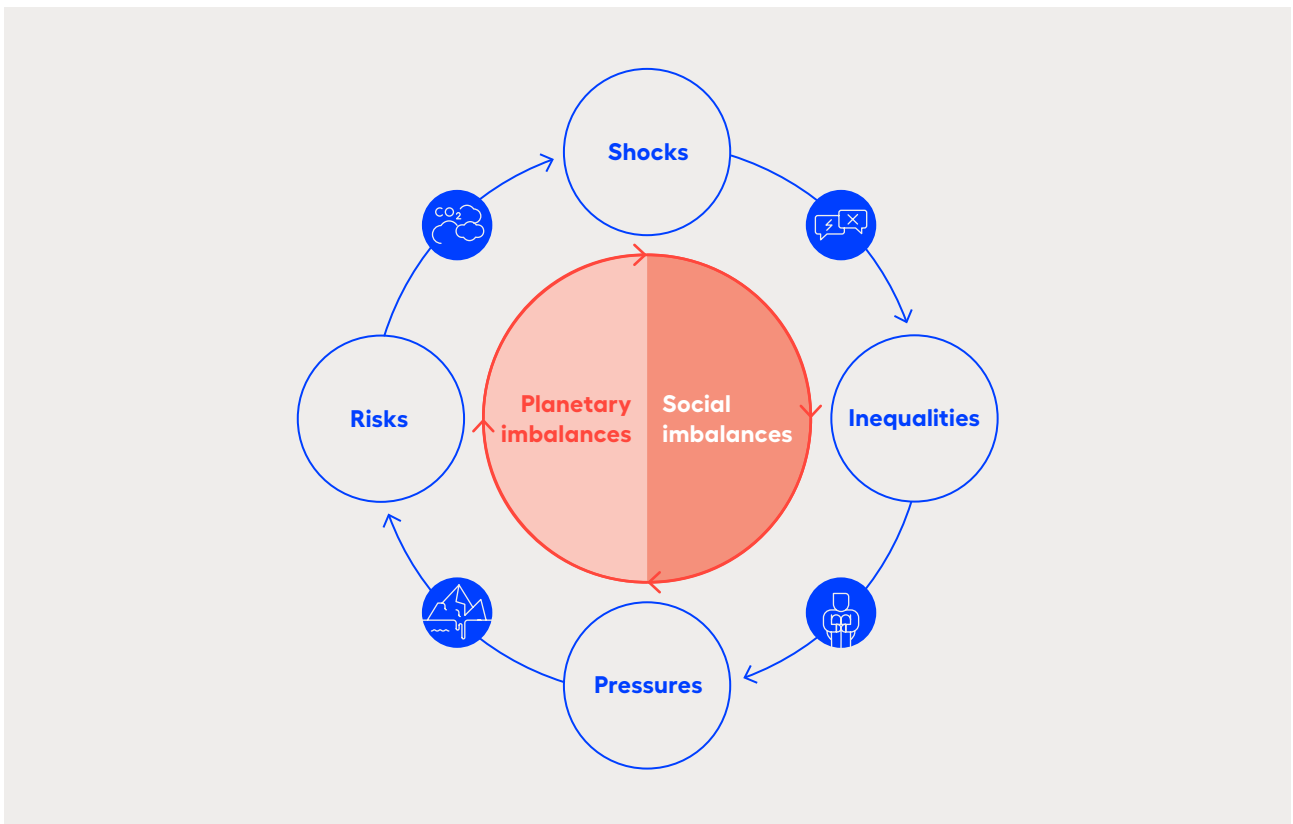 Shocks
CO2
Risks
Planetary
imbalances
Social
imbalances
Inequalities
Pressures